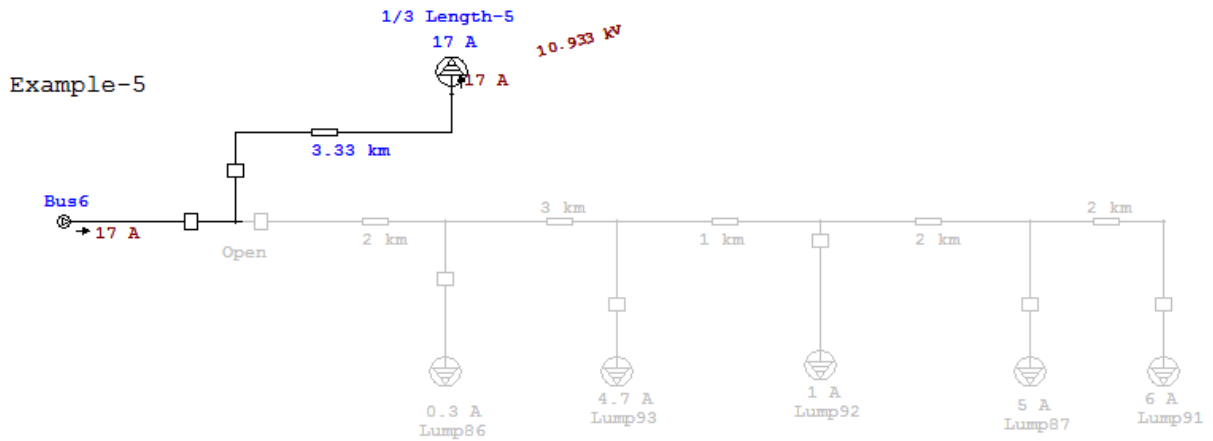 1/3 Length-5
17 A
10.933 kV
17 A
Example-5
3.33 km
Bus6
17 A
Open
2 km
3 km
1 km
2 km
2 km
0.3 A
Lump86
4.7 A
Lump93
1 A
Lump92
5 A
Lump87
6 A
Lump91